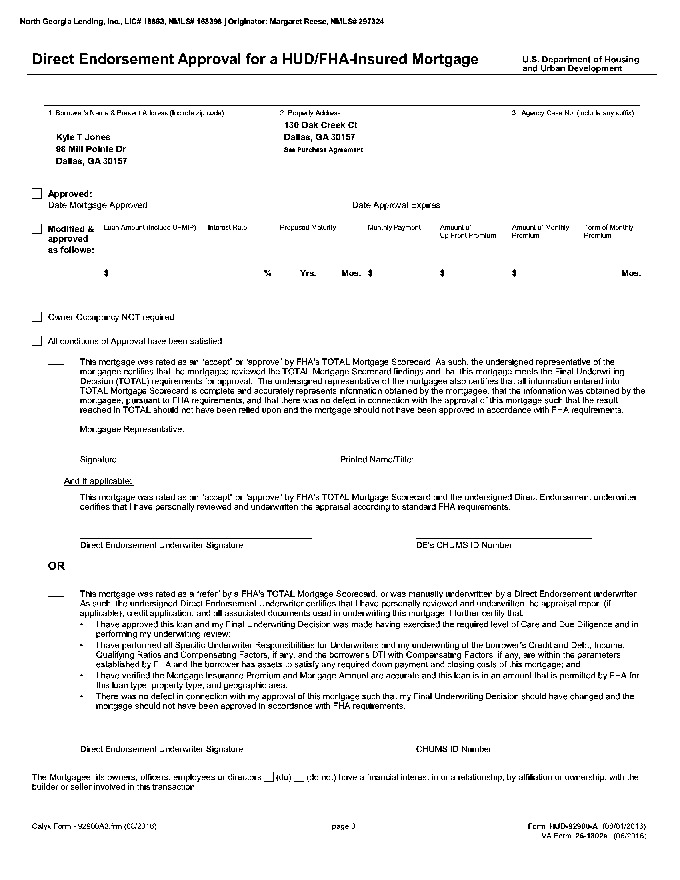 North Georgia Lending, Inc., LIC# 16663, NMLS# 163396 | Originator: Margaret Reese, NMLS# 297324
Direct Endorsement Approval for a HUD/FHA-Insured Mortgage
U.S. Department of Housing
and Urban Development
1 Borrower's Name & Present Address (Include zip code)
2 Property Address
3 Agency Case No. (include any suffix)
Kyle T Jones
98 Mill Pointe Dr
Dallas, GA 30157
130 Oak Creek Ct
Dallas, GA 30157
See Purchase Agreement
Approved:
Date Mortgage Approved
Date Approval Expires
Modified &
approved
as follows:
Loan Amount (include UFMIP)
Interest Rate
Proposed Maturity
Monthly Payment
Amount of
Up Front Premium
Amount of Monthly
Premium
Term of Monthly
Premium
$ % Yrs. Mos. $ $ $ Mos.
Owner Occupancy NOT required
All conditions of Approval have been satisfied
This mortgage was rated as an "accept" or "approve" by FHA's TOTAL Mortgage Scorecard. As such, the undersigned representative of the
mortgagee certifies that the mortgagee reviewed the TOTAL Mortgage Scorecard findings and that this mortgage meets the Final Underwriting
Decision (TOTAL) requirements for approval. The undersigned representative of the mortgagee also certifies that all information entered into
TOTAL Mortgage Scorecard is complete and accurately represents information obtained by the mortgagee, that the information was obtained by the
mortgagee, pursuant to FHA requirements, and that there was no defect in connection with the approval of this mortgage such that the result
reached in TOTAL should not have been relied upon and the mortgage should not have been approved in accordance with FHA requirements.
Mortgagee Representative:
Signature
Printed Name/Title:
And if applicable:
This mortgage was rated as an "accept" or "approve" by FHA's TOTAL Mortgage Scorecard and the undersigned Direct Endorsement underwriter
certifies that I have personally reviewed and underwritten the appraisal according to standard FHA requirements.
Direct Endorsement Underwriter Signature
DE's CHUMS ID Number
OR
This mortgage was rated as a "refer" by a FHA's TOTAL Mortgage Scorecard, or was manually underwritten by a Direct Endorsement underwriter.
As such, the undersigned Direct Endorsement Underwriter certifies that I have personally reviewed and underwritten the appraisal report (if
applicable), credit application, and all associated documents used in underwriting this mortgage. I further certify that:
• I have approved this loan and my Final Underwriting Decision was made having exercised the required level of Care and Due Diligence and in
performing my underwriting review;
• I have performed all Specific Underwriter Responsibilities for Underwriters and my underwriting of the borrower's Credit and Debt, Income,
Qualifying Ratios and Compensating Factors, if any, and the borrower's DTI with Compensating Factors, if any, are within the parameters
established by FHA and the borrower has assets to satisfy any required down payment and closing costs of this mortgage; and
• I have verified the Mortgage Insurance Premium and Mortgage Amount are accurate and this loan is in an amount that is permitted by FHA for
this loan type, property type, and geographic area.
• There was no defect in connection with my approval of this mortgage such that my Final Underwriting Decision should have changed and the
mortgage should not have been approved in accordance with FHA requirements.
Direct Endorsement Underwriter Signature
CHUMS ID Number
The Mortgagee, its owners, officers, employees or directors (do) (do not) have a financial interest in or a relationship, by affiliation or ownership, with the
builder or seller involved in this transaction
Calyx Form - 92900A2.frm (06/2016)
page 3
Form HUD-92900-A
VA Form 26-1802a (06/2016)